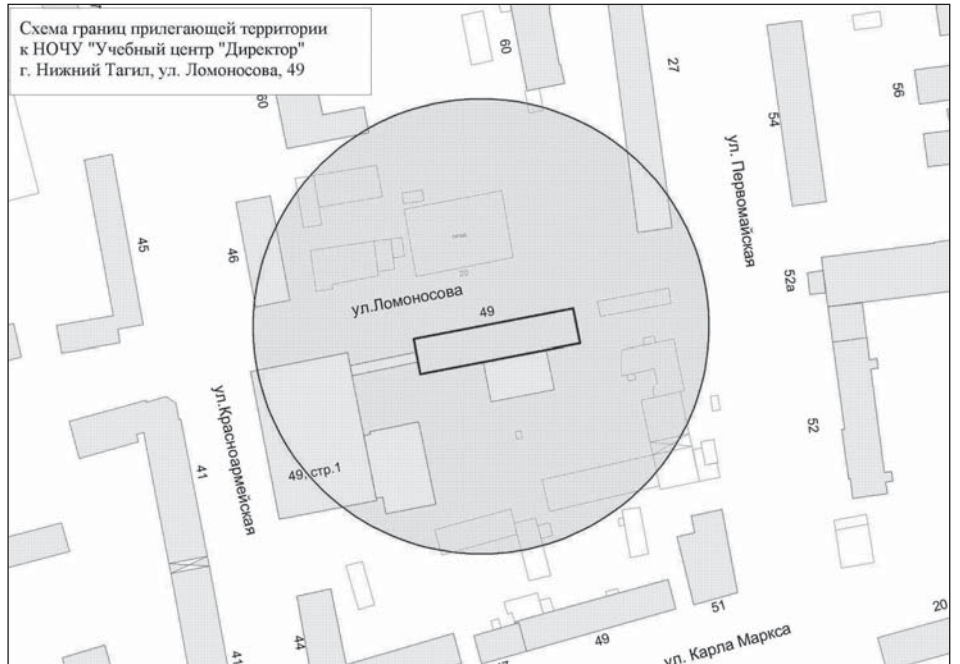 Схема границ прилегающей территории
к НОЧУ "Учебный центр "Директор"
г. Нижний Тагил, ул. Ломоносова, 49
60
60
27
54
56
ул. Первомайская
45
46
20
52а
ул.Ломоносова
49
ул.Красноармейская
52
41
49, стр.1
44
41
49
51
ул. Карла Маркса
20